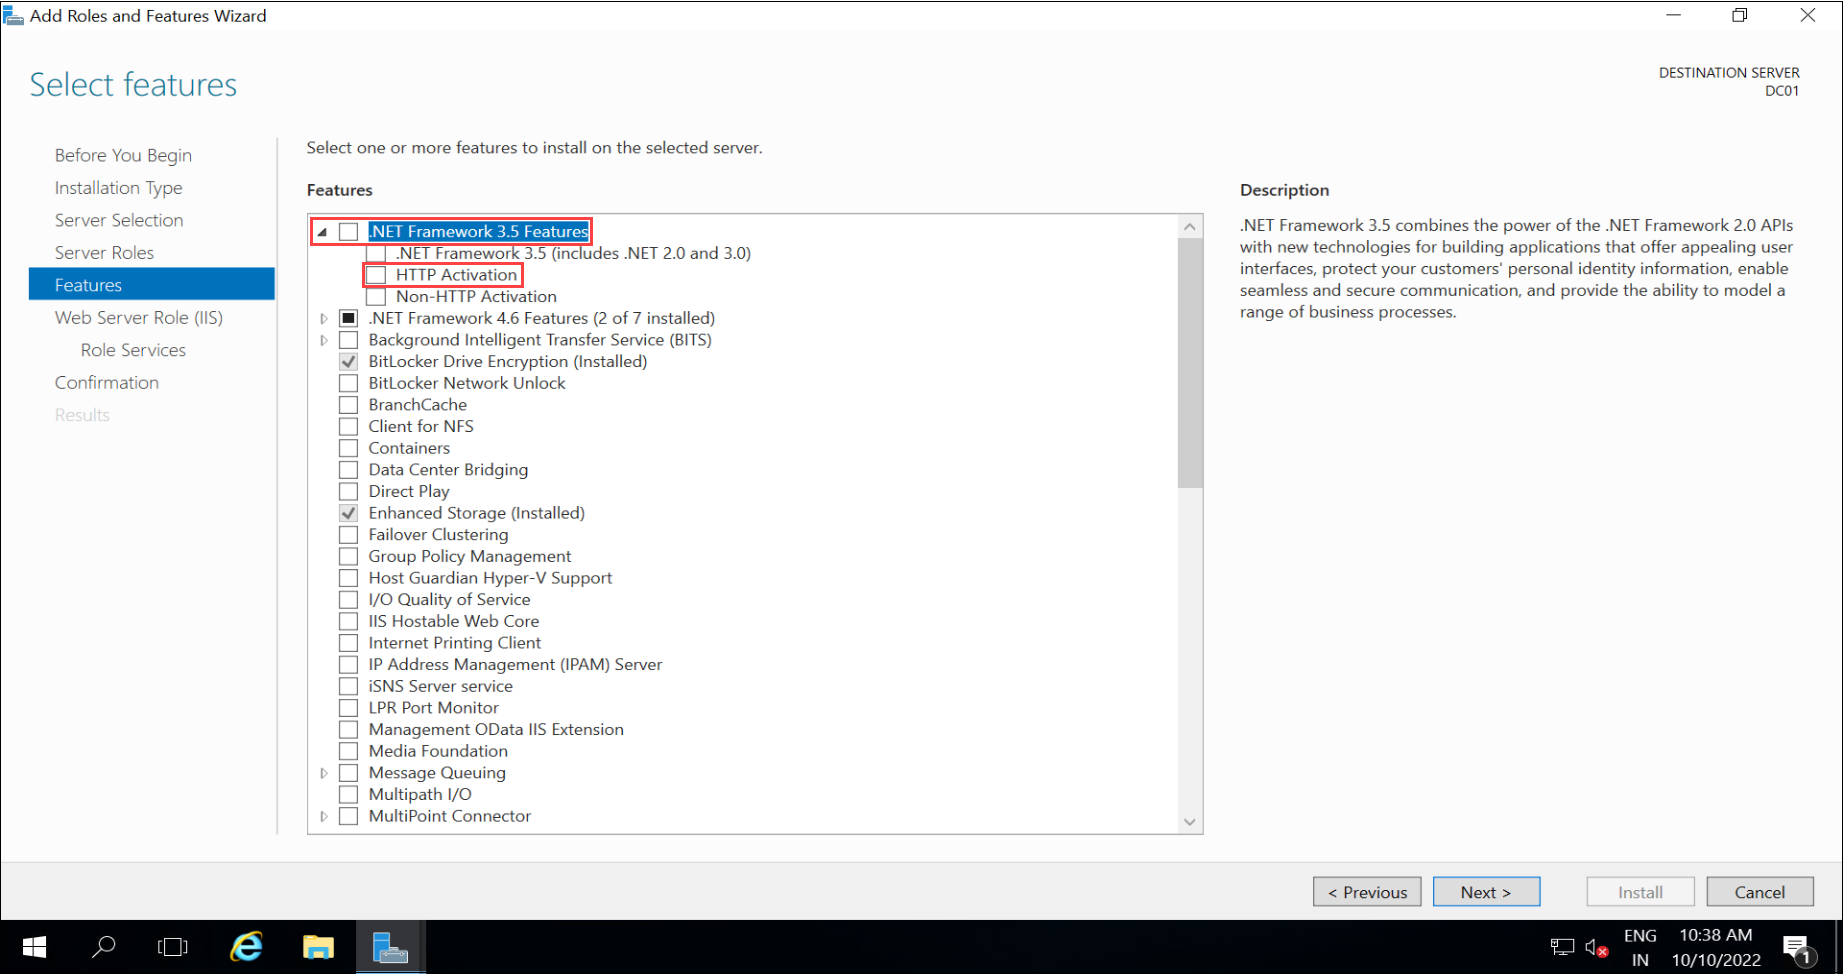 Add Roles and Features Wizard
Select features
DESTINATION SERVER
DC01
Before You Begin
Installation Type
Server Selection
Server Roles
Features
Web Server Role (IIS)
Role Services
Confirmation
Results
Select one or more features to install on the selected server.
Features
.NET Framework 3.5 Features
.NET Framework 3.5 (includes .NET 2.0 and 3.0)
HTTP Activation
Non-HTTP Activation
.NET Framework 4.6 Features (2 of 7 installed)
Background Intelligent Transfer Service (BITS)
BitLocker Drive Encryption (Installed)
BitLocker Network Unlock
BranchCache
Client for NFS
Containers
Data Center Bridging
Direct Play
Enhanced Storage (Installed)
Failover Clustering
Group Policy Management
Host Guardian Hyper-V Support
I/O Quality of Service
IIS Hostable Web Core
Internet Printing Client
IP Address Management (IPAM) Server
iSNS Server service
LPR Port Monitor
Management OData IIS Extension
Media Foundation
Message Queuing
Multipath I/O
MultiPoint Connector
Description
.NET Framework 3.5 combines the power of the .NET Framework 2.0 APIs
with new technologies for building applications that offer appealing user
interfaces, protect your customers' personal identity information, enable
seamless and secure communication, and provide the ability to model a
range of business processes.
< Previous
Next >
Install
Cancel
ENG
IN
10:38 AM
10/10/2022
1